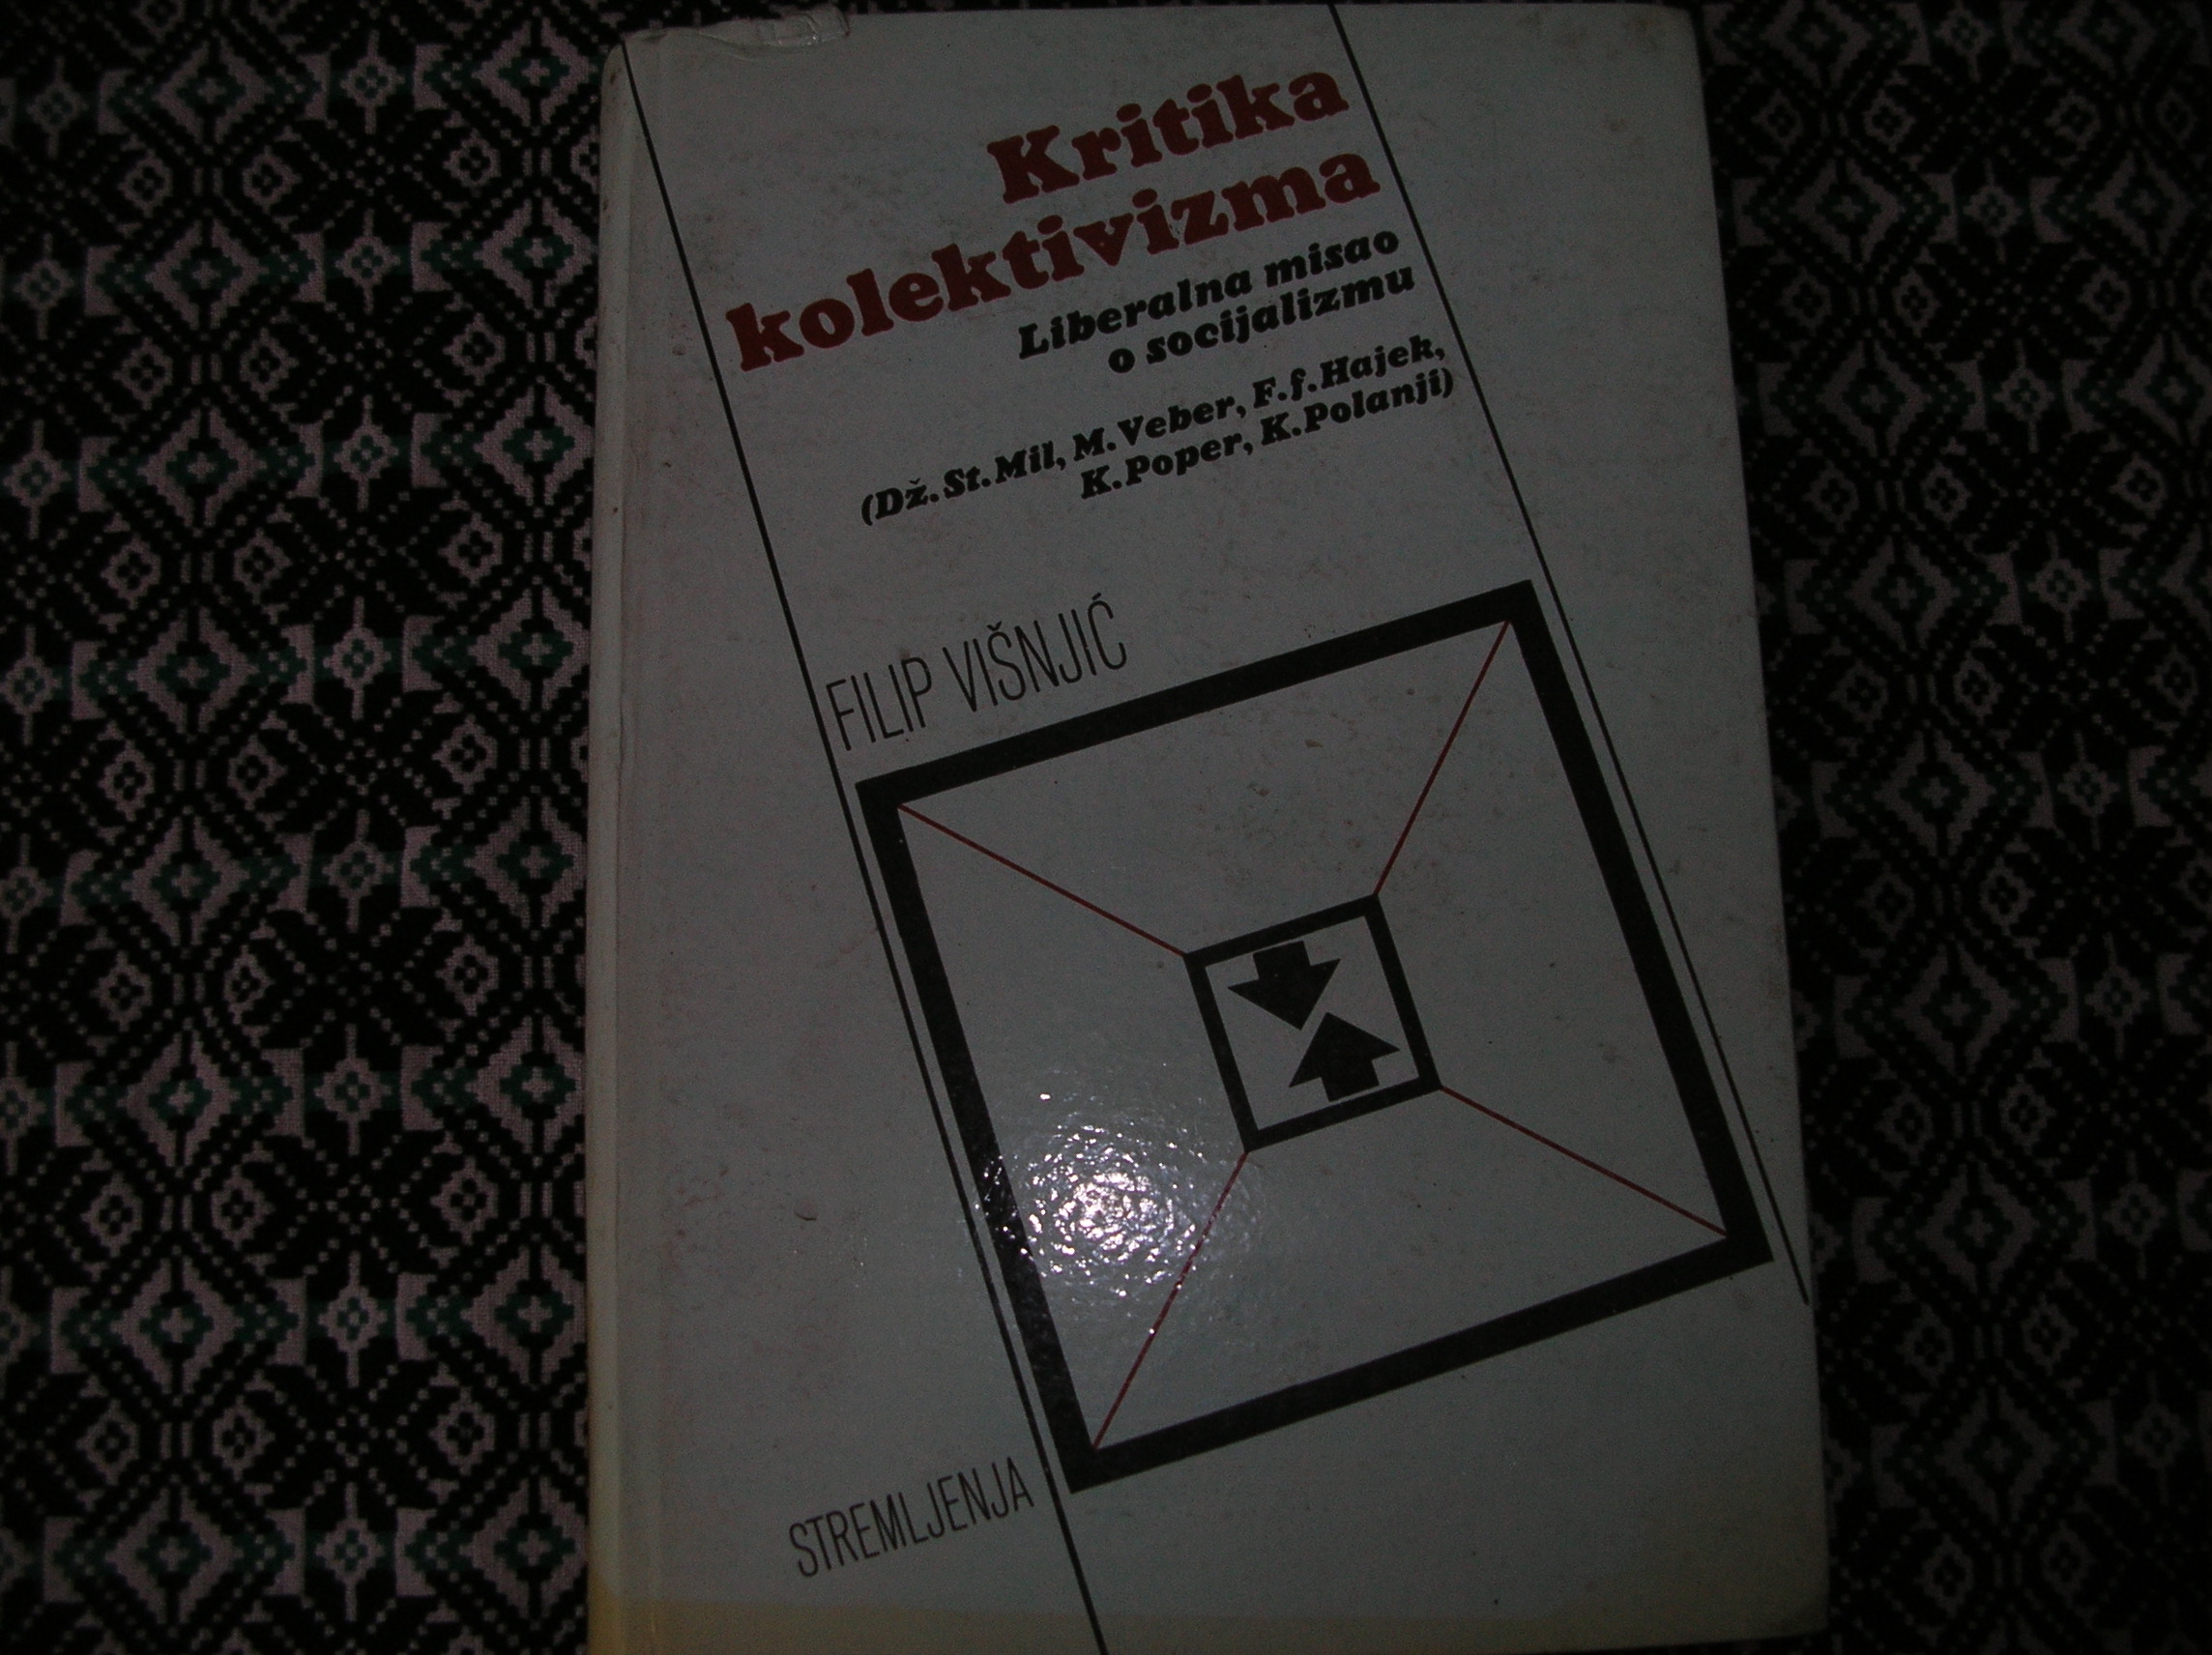 Kritika
kolektivizma
Liberalna misao
o socijalizmu
(Dž. St. Mil, M. Veber, F. f. Hajek,
K. Poper, K. Polanji)
FILIP VIŠNJIĆ
STREMLJENJA